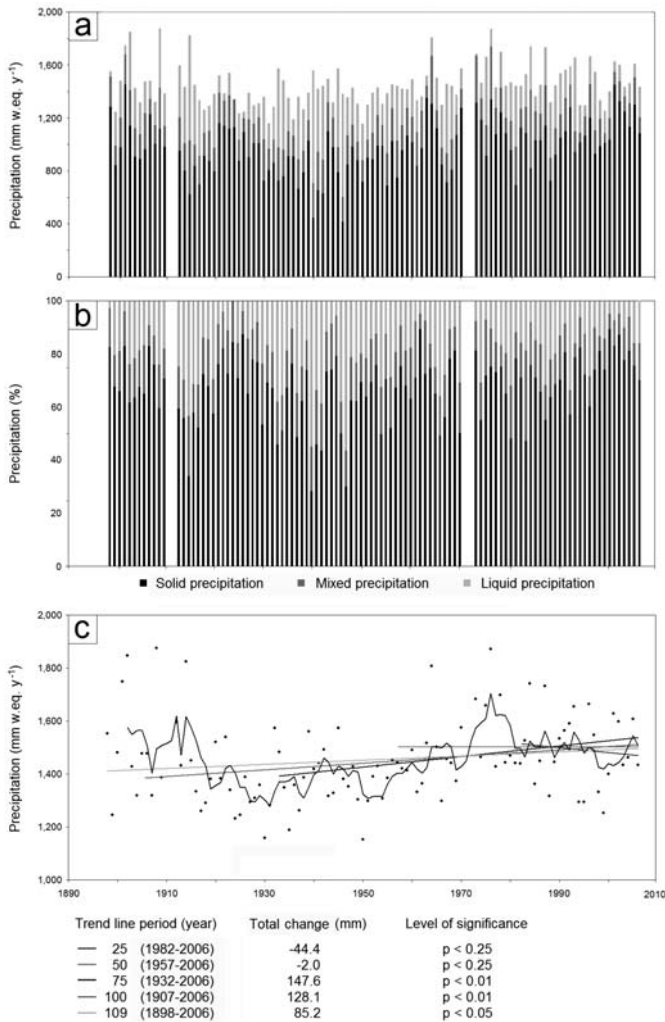 a
2,000
1,600
1,200
800
400
0
Precipitation (mm w.eq. y⁻¹)
b
100
80
60
40
20
0
Precipitation (%)
■ Solid precipitation ■ Mixed precipitation ■ Liquid precipitation
c
2,000
1,800
1,600
1,400
1,200
1,000
Precipitation (mm w.eq. y⁻¹)
1890 1910 1930 1950 1970 1990 2010
Trend line period (year) Total change (mm) Level of significance
25 (1982-2006) -44.4 p < 0.25
50 (1957-2006) -2.0 p < 0.25
75 (1932-2006) 147.6 p < 0.01
100 (1907-2006) 128.1 p < 0.01
109 (1898-2006) 85.2 p < 0.05